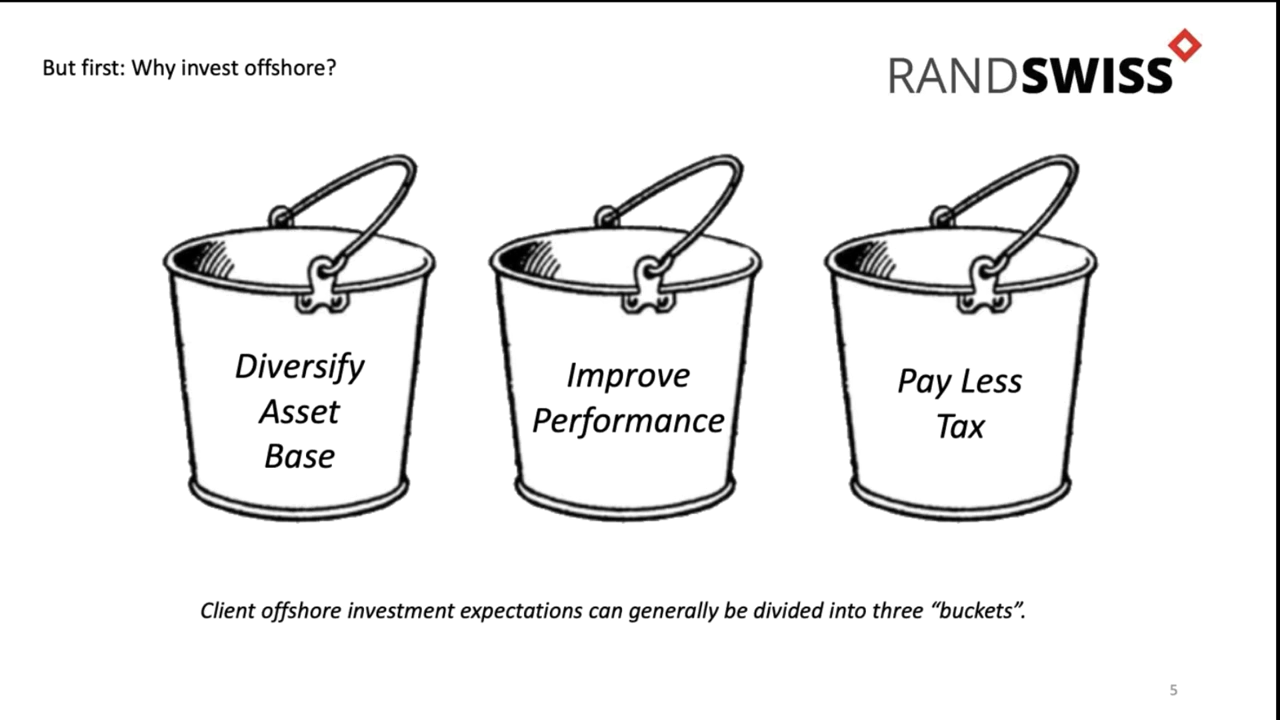 But first: Why invest offshore?
RANDSWISS
Diversify
Asset
Base
Improve
Performance
Pay Less
Tax
Client offshore investment expectations can generally be divided into three “buckets”.
5